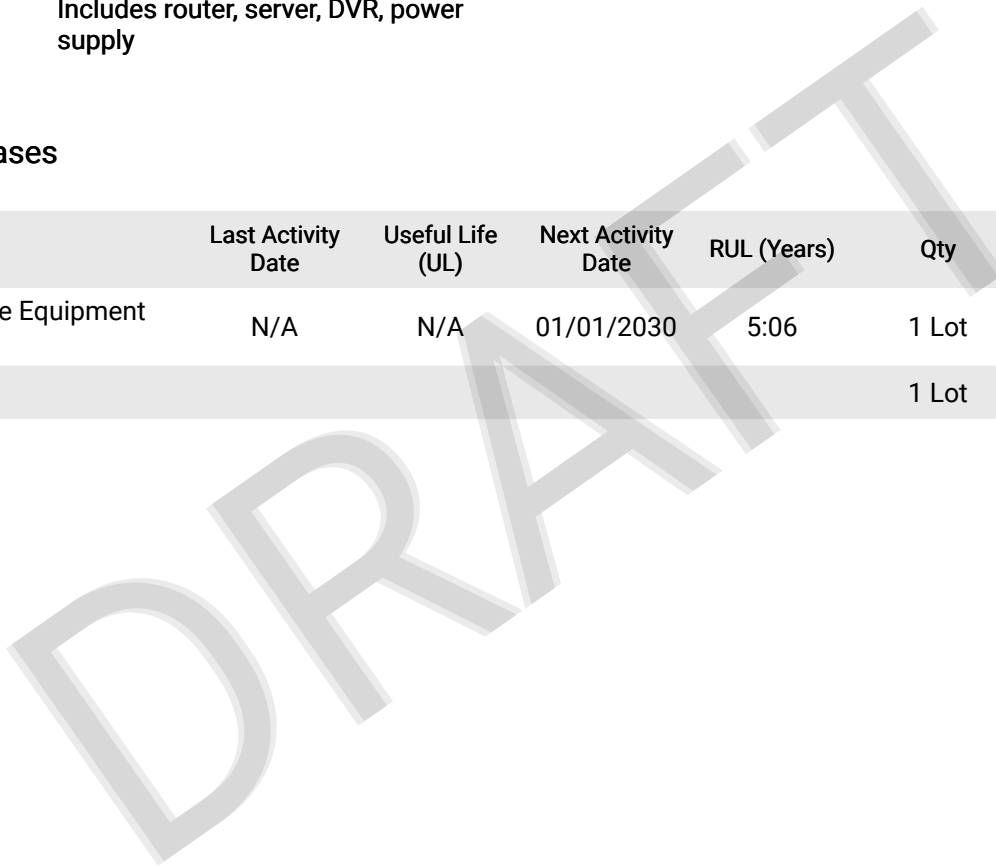 Includes router, server, DVR, power
supply
ases
Last Activity Date Useful Life (UL) Next Activity Date RUL (Years) Qty
e Equipment N/A N/A 01/01/2030 5:06 1 Lot
1 Lot
DRAFT